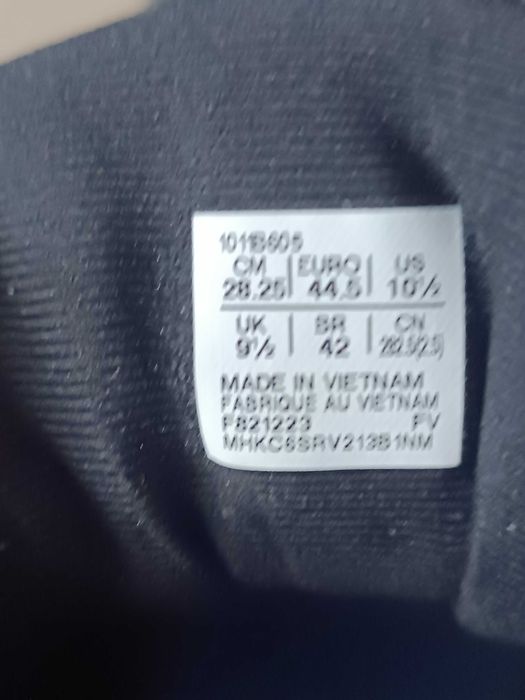 1011B605
CM | EURO | US
28.25 | 44.5 | 10½
UK | BR | CN
9½ | 42 | 282.5(2.5)
MADE IN VIETNAM
FABRIQUE AU VIETNAM
F821223 FV